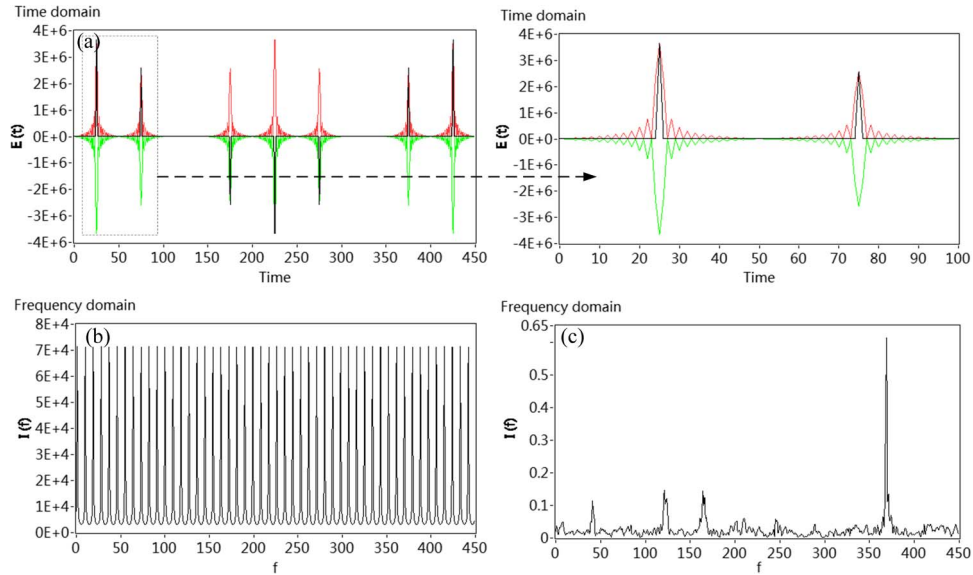 Time domain
(a)
E(t)
4E+6
3E+6
2E+6
1E+6
0E+0
-1E+6
-2E+6
-3E+6
-4E+6
0 50 100 150 200 250 300 350 400 450
Time
Time domain
E(t)
4E+6
3E+6
2E+6
1E+6
0E+0
-1E+6
-2E+6
-3E+6
-4E+6
0 10 20 30 40 50 60 70 80 90 100
Time
Frequency domain
(b)
I (f)
8E+4
7E+4
6E+4
5E+4
4E+4
3E+4
2E+4
1E+4
0E+0
0 50 100 150 200 250 300 350 400 450
f
Frequency domain
(c)
I (f)
0.65
0.5
0.4
0.3
0.2
0.1
0
0 50 100 150 200 250 300 350 400 450
f